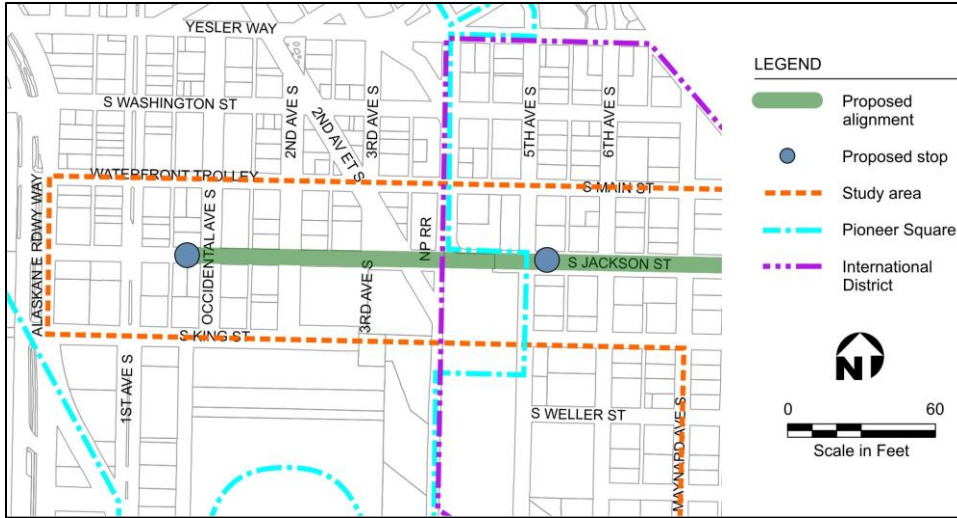 YESLER WAY
S WASHINGTON ST
2ND AVE S
2ND AV ET S
3RD AVE S
5TH AVE S
6TH AVE S
WATERFRONT TROLLEY
S MAIN ST
ALASKAN E RDWY WAY
OCCIDENTAL AVE S
NP RR
S JACKSON ST
3RD AVE S
S KING ST
1ST AVE S
S WELLER ST
MAYNARD AVE S
LEGEND
Proposed
alignment
Proposed stop
Study area
Pioneer Square
International
District
N
0 60
Scale in Feet